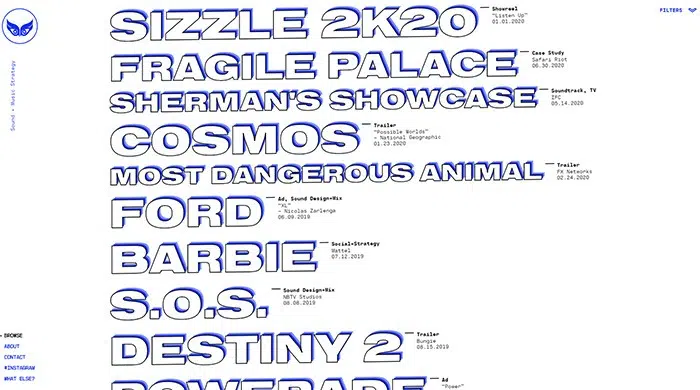 SIZZLE 2K20
Showreel
"Listen Up"
01.01.2020
FILTERS
FRAGILE PALACE
Case Study
Safari Riot
06.30.2020
Sound + Music Strategy
SHERMAN'S SHOWCASE
Soundtrack, TV
IFC
05.14.2020
COSMOS
Trailer
"Possible Worlds"
– National Geographic
01.23.2020
MOST DANGEROUS ANIMAL
Trailer
FX Networks
02.24.2020
FORD
Ad, Sound Design+Mix
"XL"
– Nicolas Zarlenga
06.09.2019
BARBIE
Social+Strategy
Mattel
07.12.2019
S.O.S.
Sound Design+Mix
NBTV Studios
08.08.2019
DESTINY 2
Trailer
Bungie
08.15.2019
POWERADE
Ad
"Power"
BROWSE
ABOUT
CONTACT
#INSTAGRAM
WHAT ELSE?